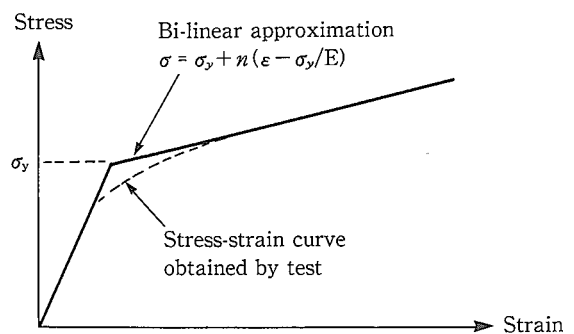 Stress
Bi-linear approximation
σ = σy + n (ε − σy/E)
σy
Stress-strain curve
obtained by test
Strain